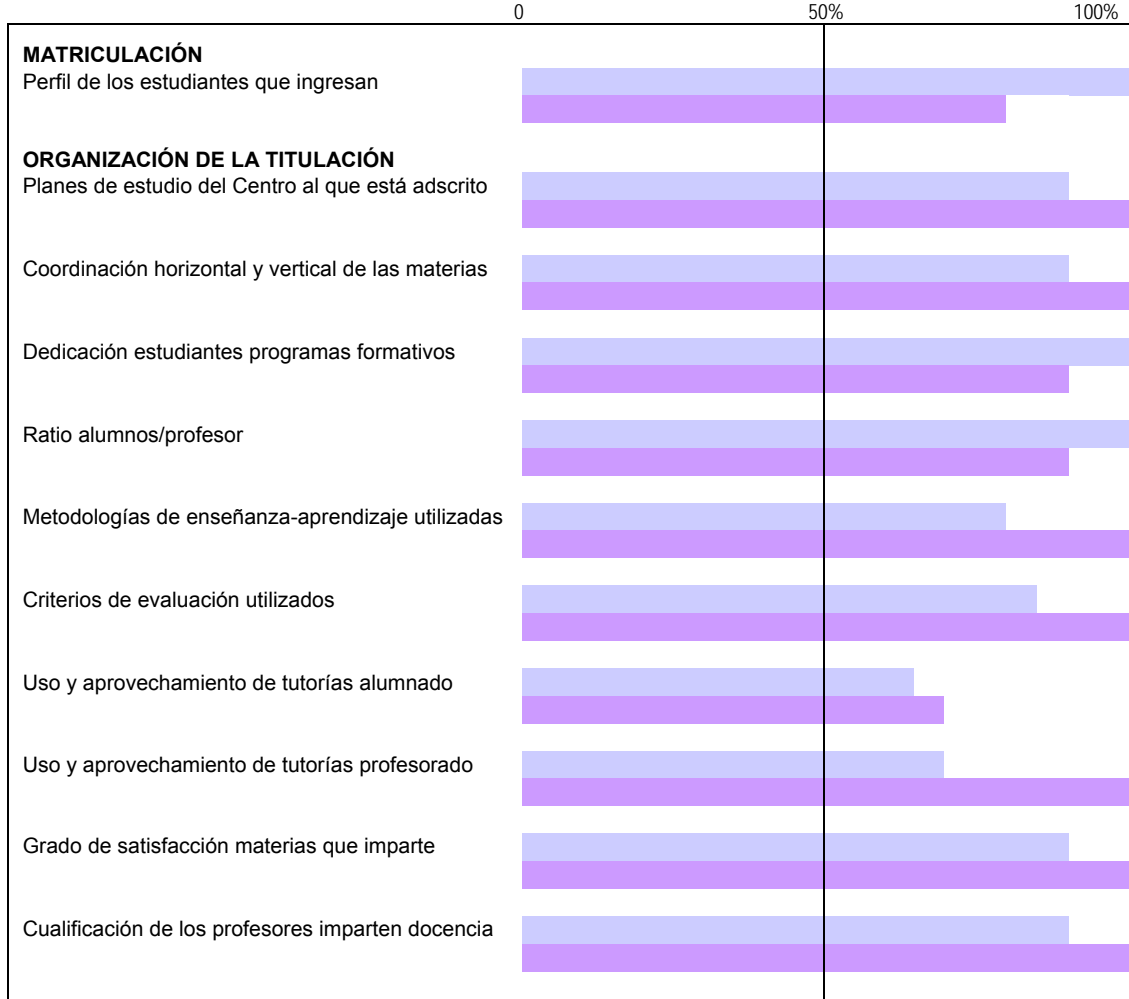 0 50% 100%
MATRICULACIÓN
Perfil de los estudiantes que ingresan
ORGANIZACIÓN DE LA TITULACIÓN
Planes de estudio del Centro al que está adscrito
Coordinación horizontal y vertical de las materias
Dedicación estudiantes programas formativos
Ratio alumnos/profesor
Metodologías de enseñanza-aprendizaje utilizadas
Criterios de evaluación utilizados
Uso y aprovechamiento de tutorías alumnado
Uso y aprovechamiento de tutorías profesorado
Grado de satisfacción materias que imparte
Cualificación de los profesores imparten docencia